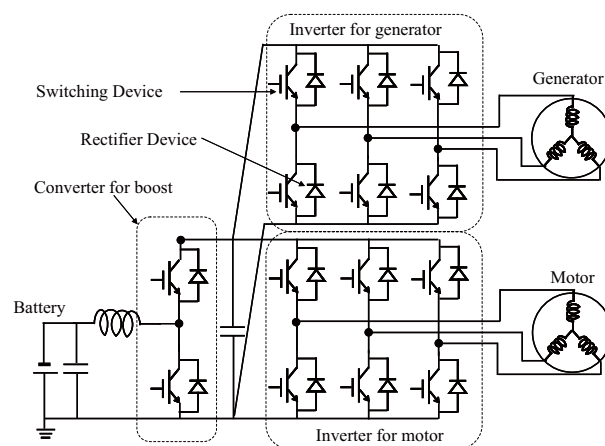 Inverter for generator
Generator
Switching Device
Rectifier Device
Converter for boost
Motor
Battery
Inverter for motor